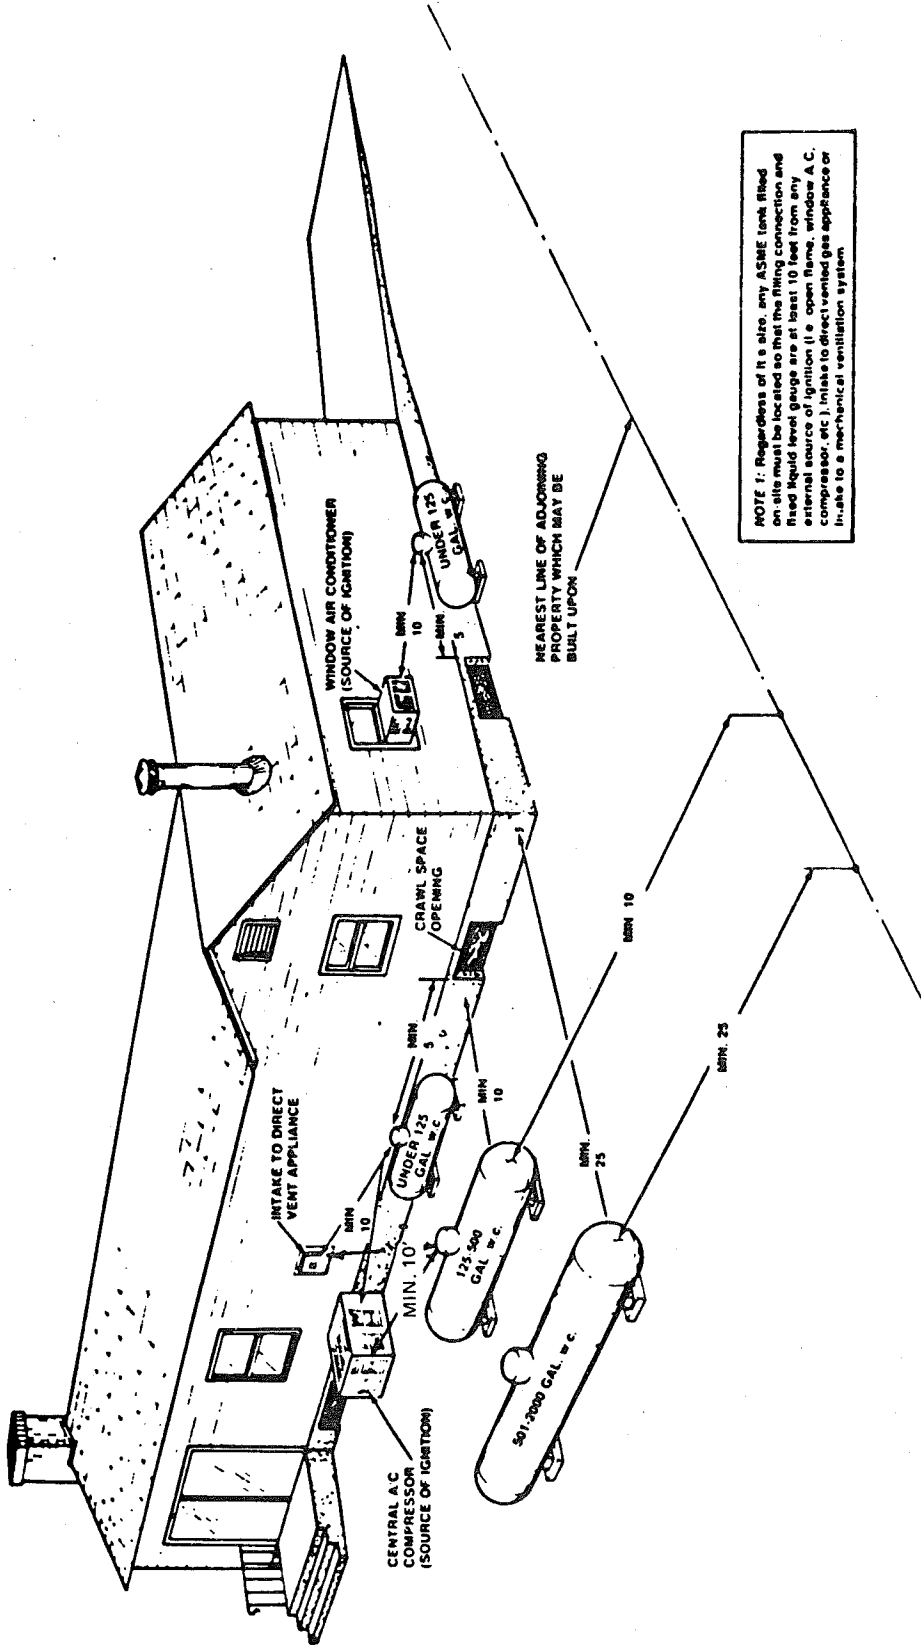 INTAKE TO DIRECT
VENT APPLIANCE
WINDOW AIR CONDITIONER
(SOURCE OF IGNITION)
CRAWL SPACE
OPENING
CENTRAL A/C
COMPRESSOR
(SOURCE OF IGNITION)
MIN
10
MIN. 10'
MIN
5
MIN
10
MIN.
5
UNDER 125
GAL. w.c.
UNDER 125
GAL w.c.
125-500
GAL w.c.
501-2000 GAL. w.c.
MIN
10
MIN.
25
5
MIN 10
MIN. 25
NEAREST LINE OF ADJOINING
PROPERTY WHICH MAY BE
BUILT UPON
NOTE 1: Regardless of it s size, any ASME tank filled
on-site must be located so that the filling connection and
fixed liquid level gauge are at least 10 feet from any
external source of ignition (i e open flame, window A C,
compressor, etc ), intake to direct vented gas appliance or
intake to a mechanical ventilation system